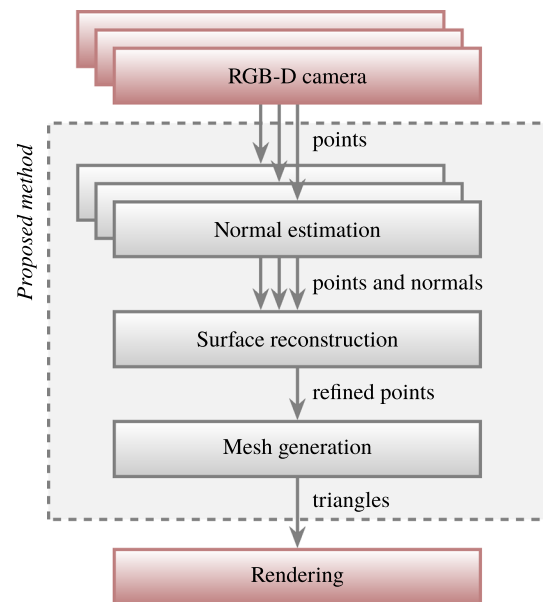 RGB-D camera
points
Proposed method
Normal estimation
points and normals
Surface reconstruction
refined points
Mesh generation
triangles
Rendering